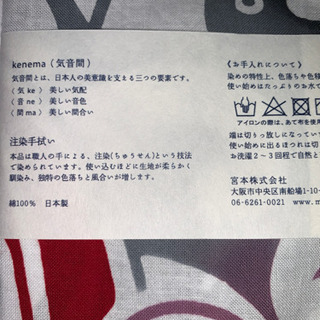 kenema（気音間）
気音間とは、日本人の美意識を支える三つの要素です。
〈気 ke〉美しい気配
〈音 ne〉美しい音色
〈間 ma〉美しい間合い
注染手拭い
本品は職人の手による、注染(ちゅうせん)という技法
で染められています。使い込むほどに生地が柔らかく
馴染み、独特の色落ちと風合いが増します。
綿100%　日本製
《お手入れについて》
染めの特性上、色落ちや色移
使い始めはたっぷりのお水で
アイロンの際は、あて布を使用
端は切りっ放しになってい
使い始めに出るほつれは切
お洗濯2～3回程で自然と
宮本株式会社
大阪市中央区南船場1-10
06-6261-0021　www.m